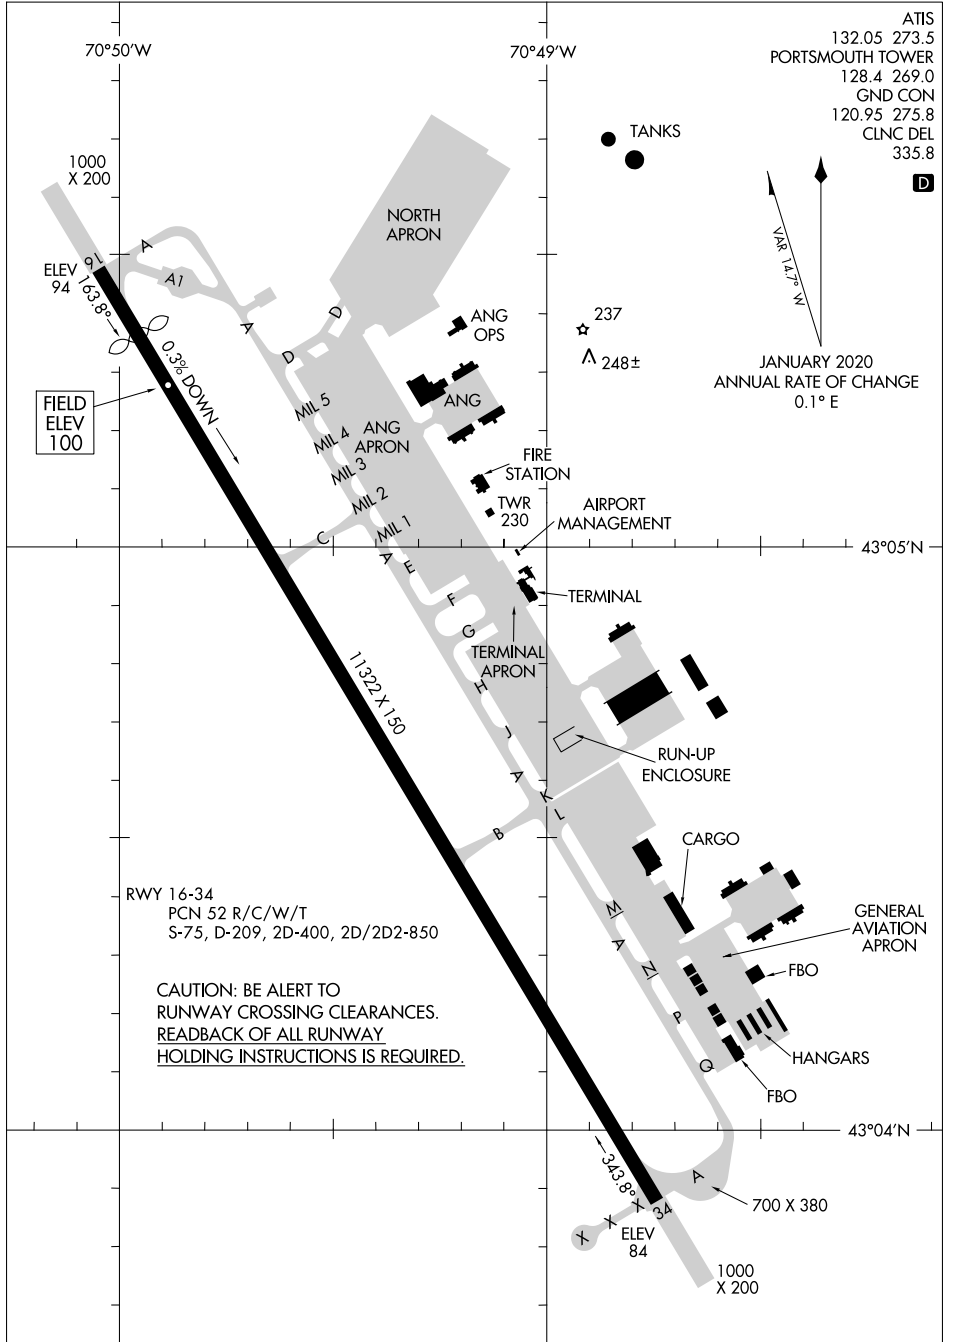 ATIS
132.05 273.5
PORTSMOUTH TOWER
128.4 269.0
GND CON
120.95 275.8
CLNC DEL
335.8
D
70°50'W
70°49'W
TANKS
1000
X 200
NORTH
APRON
VAR 14.7° W
JANUARY 2020
ANNUAL RATE OF CHANGE
0.1° E
A
16
ELEV
94
A1
163.8°
A
D
D
ANG
OPS
237
248±
0.3% DOWN
FIELD
ELEV
100
MIL 5
MIL 4
MIL 3
MIL 2
MIL 1
ANG
APRON
ANG
FIRE
STATION
TWR
230
AIRPORT
MANAGEMENT
C
A
E
43°05'N
F
G
TERMINAL
TERMINAL
APRON
H
11322 X 150
J
A
K
L
RUN-UP
ENCLOSURE
B
CARGO
RWY 16-34
PCN 52 R/C/W/T
S-75, D-209, 2D-400, 2D/2D2-850
M
A
N
GENERAL
AVIATION
APRON
FBO
CAUTION: BE ALERT TO
RUNWAY CROSSING CLEARANCES.
READBACK OF ALL RUNWAY
HOLDING INSTRUCTIONS IS REQUIRED.
P
Q
HANGARS
FBO
43°04'N
343.8°
A
700 X 380
34
X
X
X
ELEV
84
1000
X 200